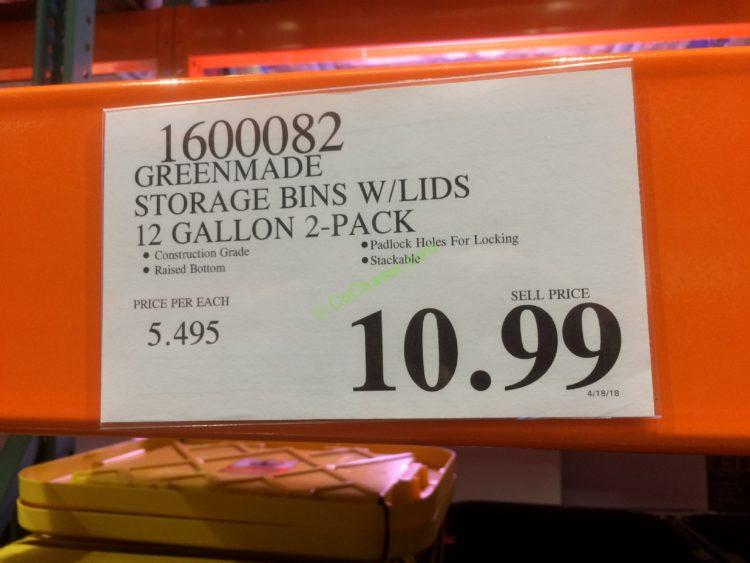 1600082
GREENMADE
STORAGE BINS W/LIDS
12 GALLON 2-PACK
• Construction Grade
• Raised Bottom
• Padlock Holes For Locking
• Stackable
PRICE PER EACH
5.495
SELL PRICE
10.99
4/18/18